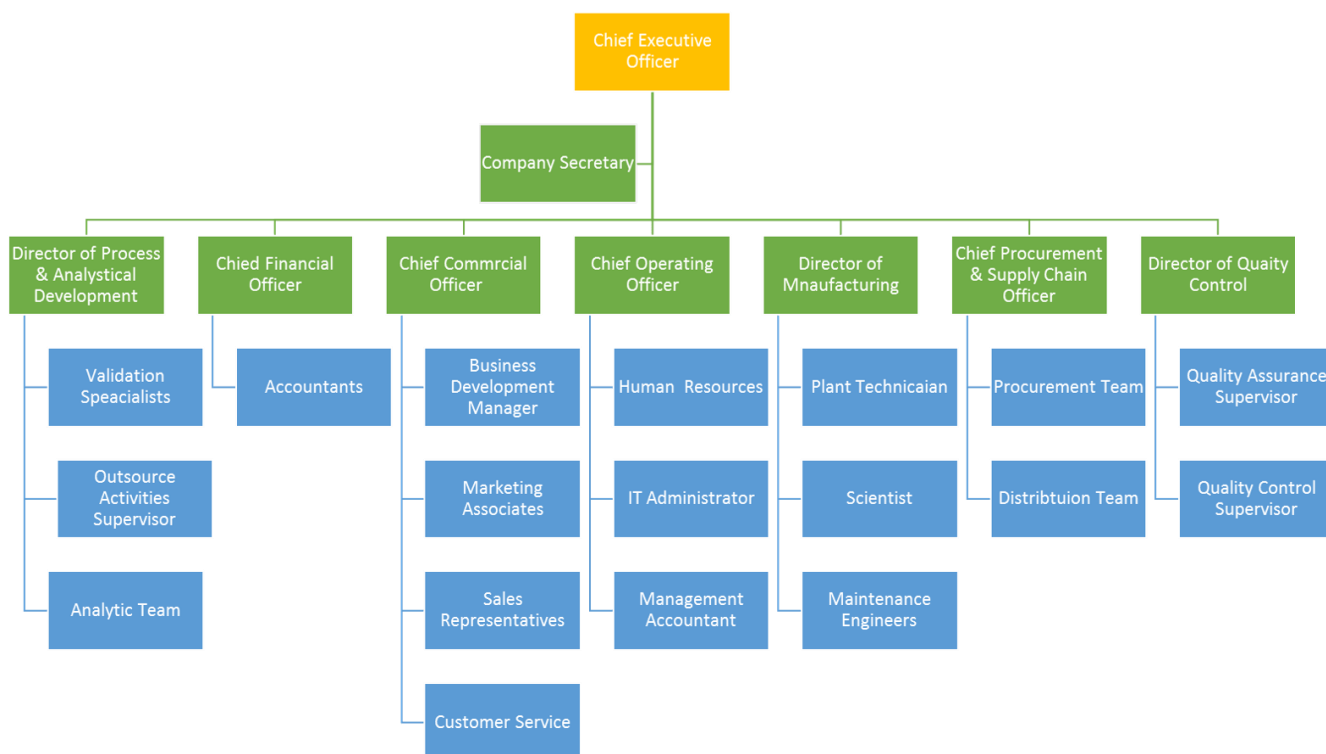 Chief Executive
Officer
Company Secretary
Director of Process
& Analystical
Development
Chied Financial
Officer
Chief Commrcial
Officer
Chief Operating
Officer
Director of
Mnaufacturing
Chief Procurement
& Supply Chain
Officer
Director of Quaity
Control
Validation
Speacialists
Accountants
Business
Development
Manager
Human  Resources
Plant Technicaian
Procurement Team
Quality Assurance
Supervisor
Outsource
Activities
Supervisor
Marketing
Associates
IT Administrator
Scientist
Distribtuion Team
Quality Control
Supervisor
Analytic Team
Sales
Representatives
Management
Accountant
Maintenance
Engineers
Customer Service